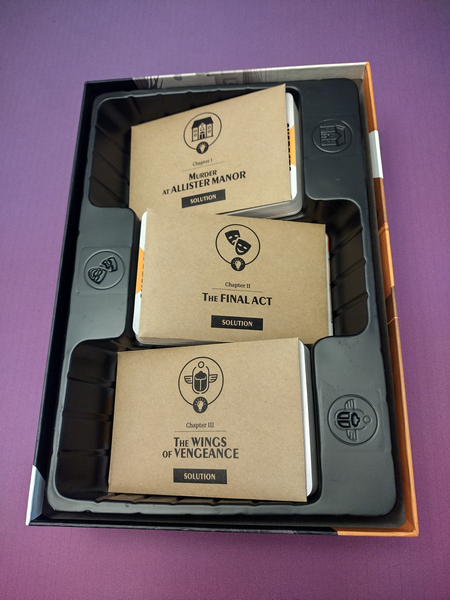 Chapter I
MURDER
AT ALLISTER MANOR
SOLUTION
Chapter II
THE FINAL ACT
SOLUTION
Chapter III
THE WINGS
OF VENGEANCE
SOLUTION